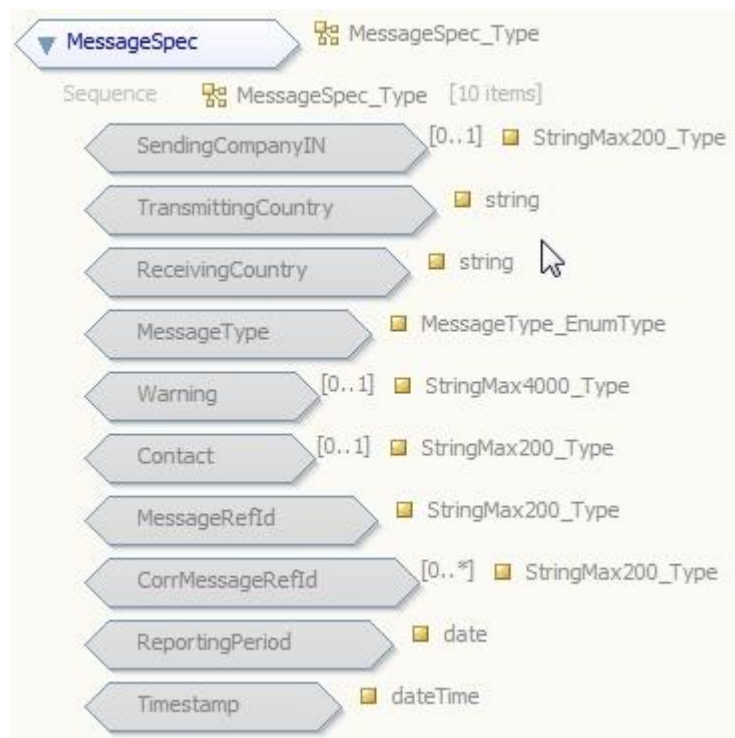 MessageSpec MessageSpec_Type
Sequence MessageSpec_Type [10 items]
SendingCompanyIN [0..1] StringMax200_Type
TransmittingCountry string
ReceivingCountry string
MessageType MessageType_EnumType
Warning [0..1] StringMax4000_Type
Contact [0..1] StringMax200_Type
MessageRefId StringMax200_Type
CorrMessageRefId [0..*] StringMax200_Type
ReportingPeriod date
Timestamp dateTime